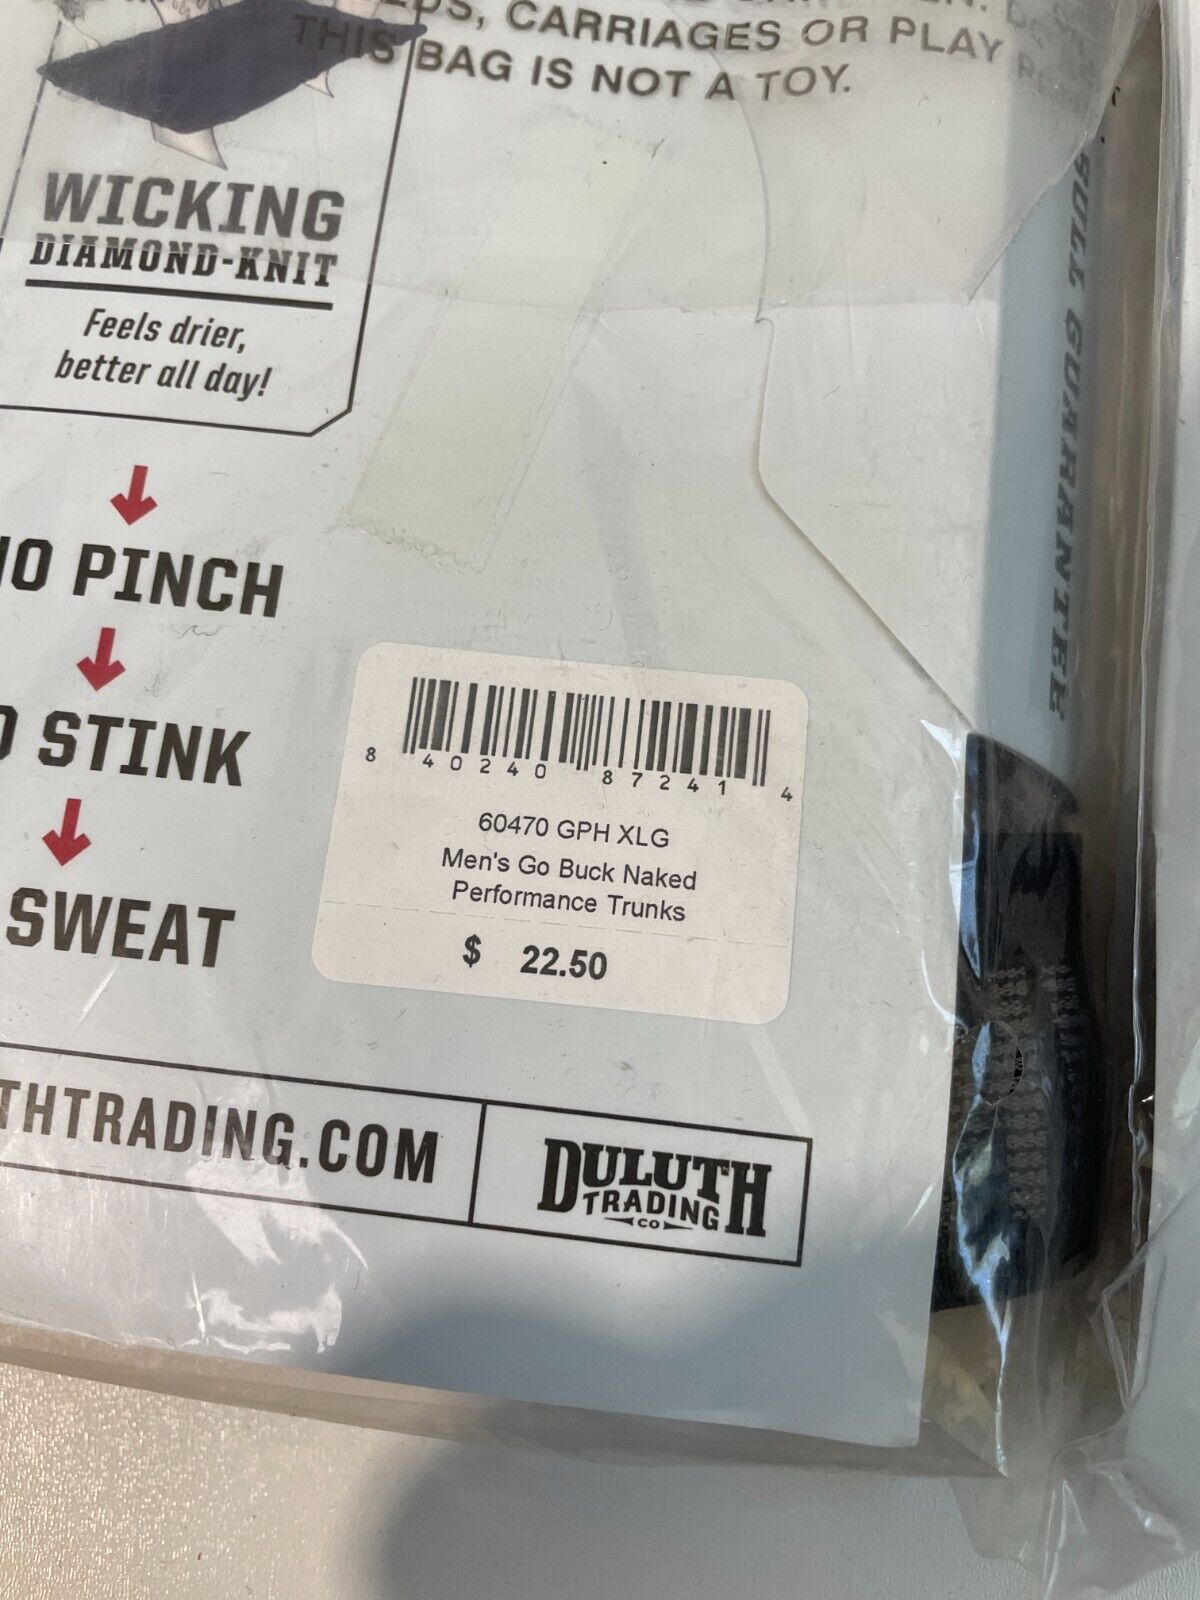 CARRIAGES OR PLAY
THIS BAG IS NOT A TOY.
WICKING
DIAMOND-KNIT
Feels drier,
better all day!
PINCH
STINK
SWEAT
BULL GUARANTEE
8 40240 87241 4
60470 GPH XLG
Men's Go Buck Naked
Performance Trunks
$ 22.50
THTRADING.COM
DULUTH
TRADING
CO